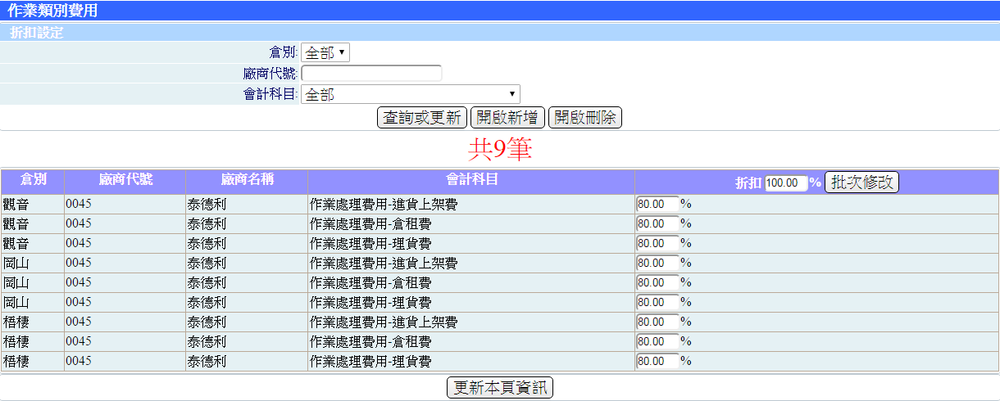 作業類別費用
折扣設定
倉別: 全部
廠商代號:
會計科目: 全部
查詢或更新 開啟新增 開啟刪除
共9筆
倉別 廠商代號 廠商名稱 會計科目 折扣 100.00 % 批次修改
觀音 0045 泰德利 作業處理費用-進貨上架費 80.00 %
觀音 0045 泰德利 作業處理費用-倉租費 80.00 %
觀音 0045 泰德利 作業處理費用-理貨費 80.00 %
岡山 0045 泰德利 作業處理費用-進貨上架費 80.00 %
岡山 0045 泰德利 作業處理費用-倉租費 80.00 %
岡山 0045 泰德利 作業處理費用-理貨費 80.00 %
梧棲 0045 泰德利 作業處理費用-進貨上架費 80.00 %
梧棲 0045 泰德利 作業處理費用-倉租費 80.00 %
梧棲 0045 泰德利 作業處理費用-理貨費 80.00 %
更新本頁資訊